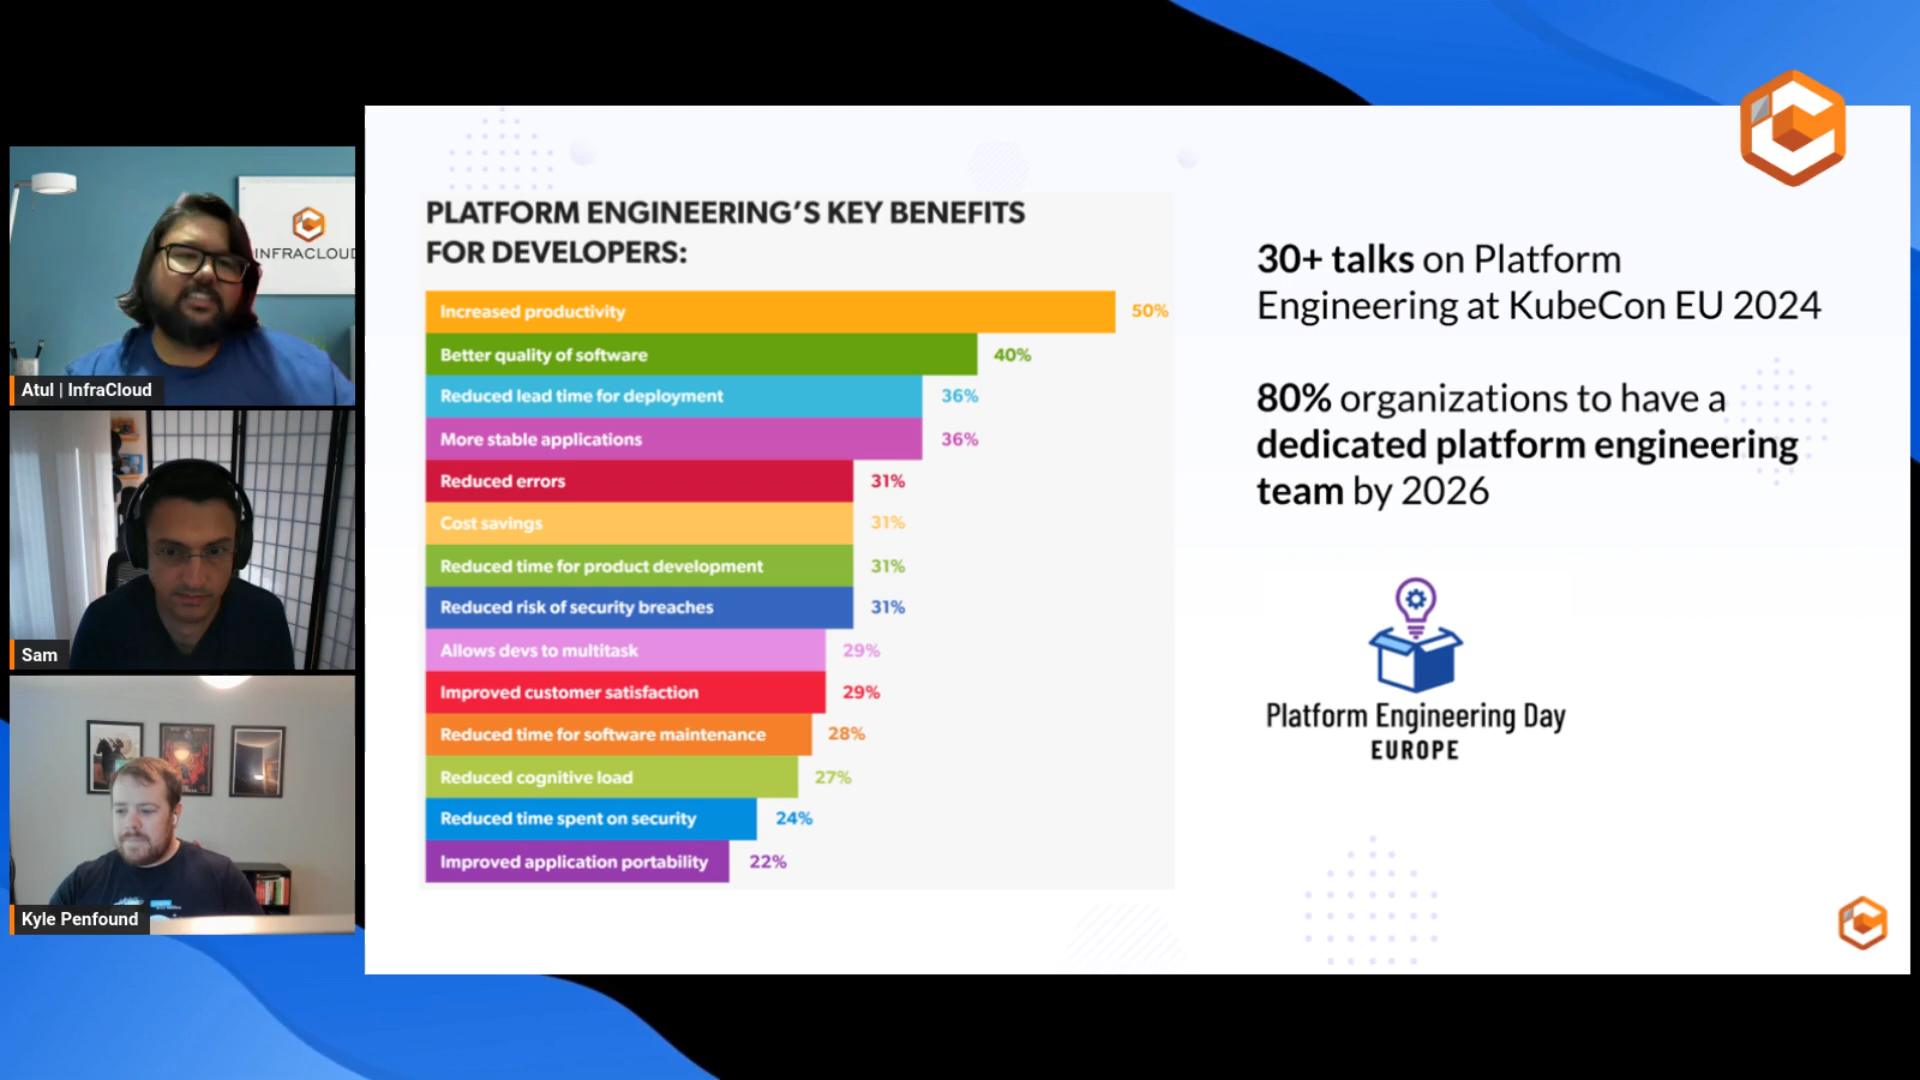 INFRACLOUD
Atul | InfraCloud
Sam
Kyle Penfound
PLATFORM ENGINEERING’S KEY BENEFITS
FOR DEVELOPERS:
Increased productivity 50%
Better quality of software 40%
Reduced lead time for deployment 36%
More stable applications 36%
Reduced errors 31%
Cost savings 31%
Reduced time for product development 31%
Reduced risk of security breaches 31%
Allows devs to multitask 29%
Improved customer satisfaction 29%
Reduced time for software maintenance 28%
Reduced cognitive load 27%
Reduced time spent on security 24%
Improved application portability 22%
30+ talks on Platform
Engineering at KubeCon EU 2024
80% organizations to have a
dedicated platform engineering
team by 2026
Platform Engineering Day
EUROPE